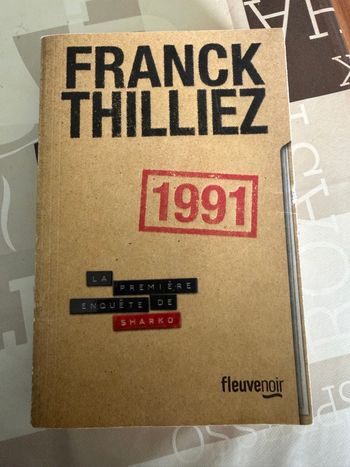 FRANCK
THILLIEZ
1991
LA
PREMIÈRE
ENQUÊTE DE
SHARKO
fleuvenoir